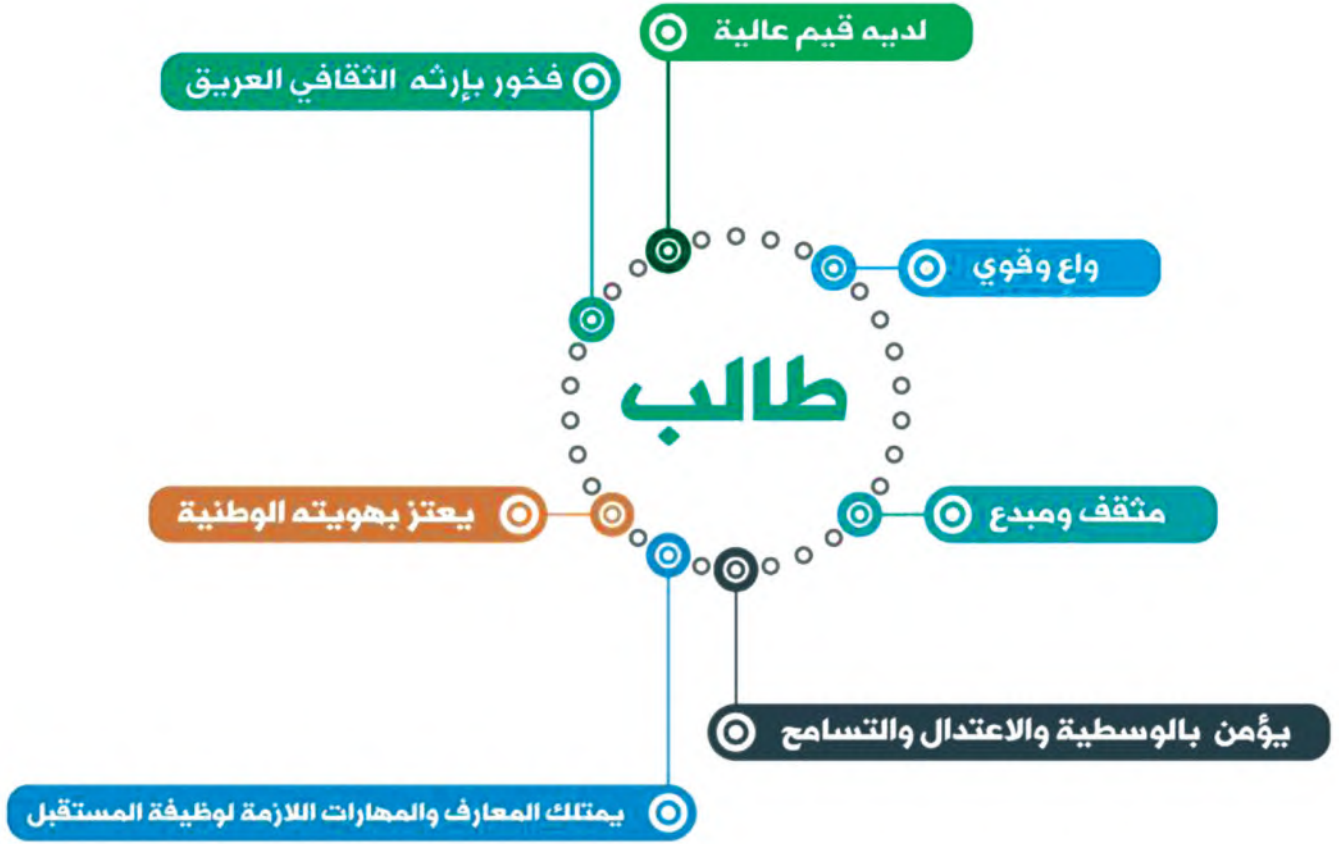 لديه قيم عالية
فخور بإرثه الثقافي العريق
واع وقوي
طالب
يعتز بهويته الوطنية
مثقف ومبدع
يؤمن بالوسطية والاعتدال والتسامح
يمتلك المعارف والمهارات اللازمة لوظيفة المستقبل